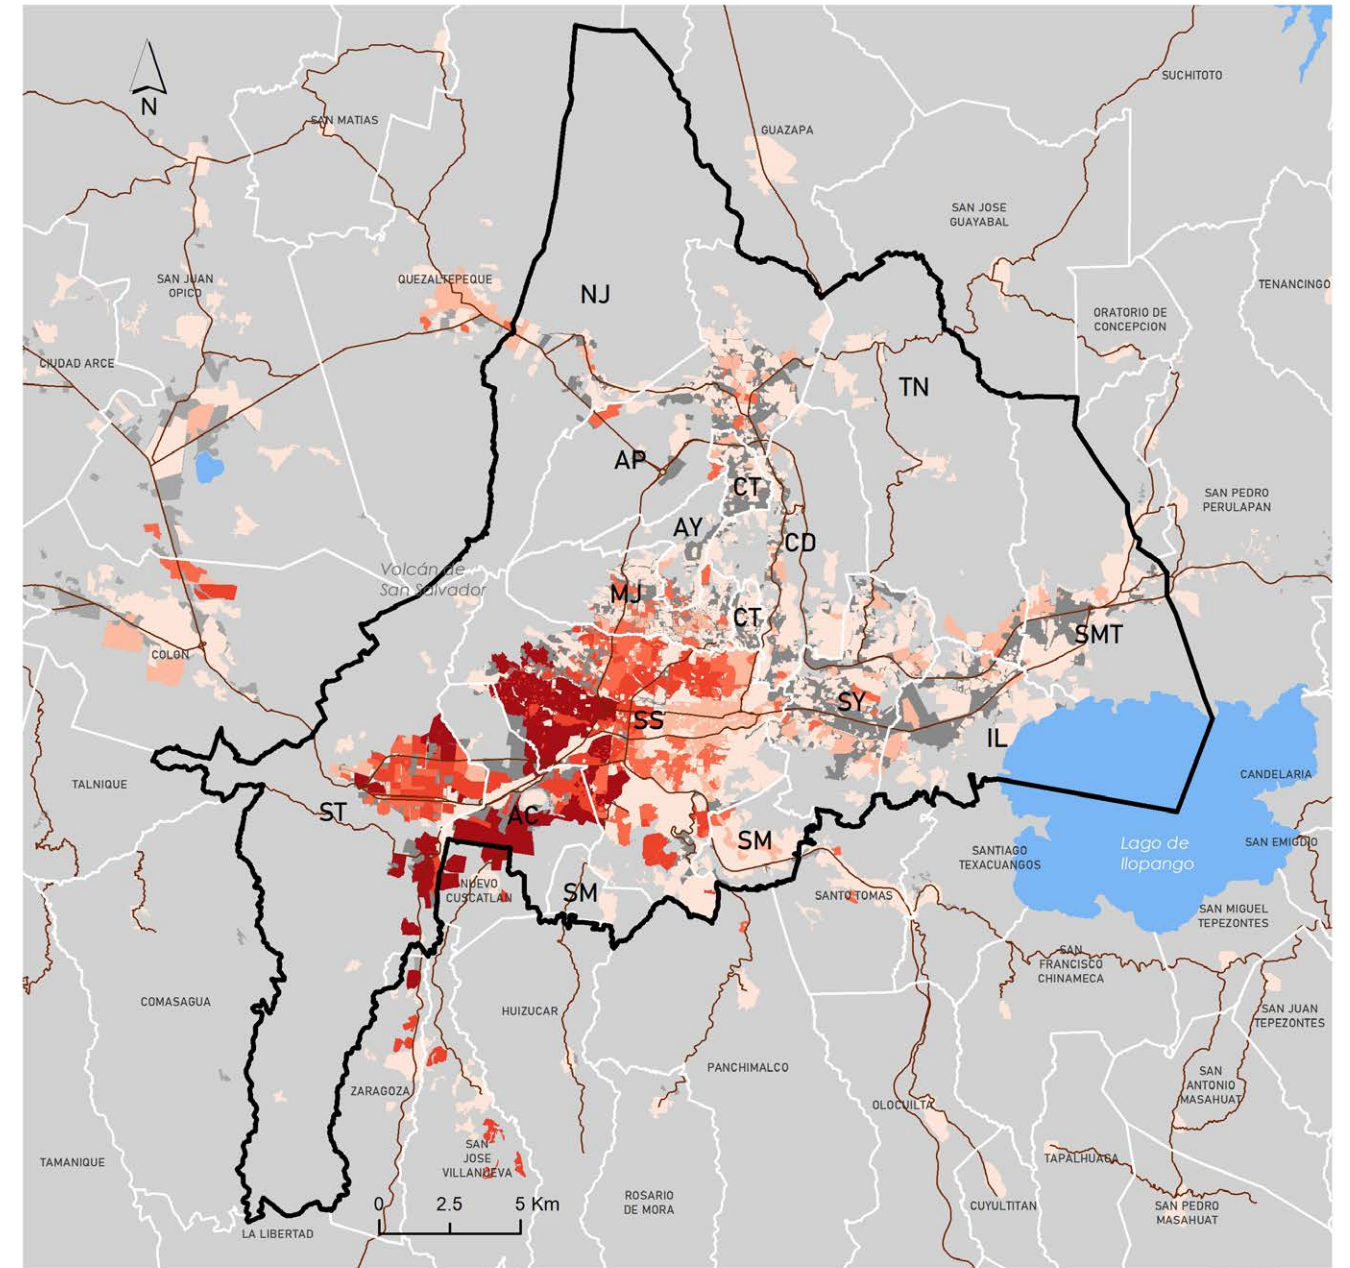 SUCHITOTO
N
SAN MATIAS
GUAZAPA
SAN JOSE
GUAYABAL
SAN JUAN
OPICO
QUEZALTEPEQUE
NJ
TENANCINGO
ORATORIO DE
CONCEPCION
CIUDAD ARCE
TN
AP
CT
SAN PEDRO
PERULAPAN
AY
CD
Volcán de
San Salvador
MJ
CT
SMT
COLON
SY
SS
IL
TALNIQUE
CANDELARIA
ST
AC
SM
SANTIAGO
TEXACUANGOS
Lago de
Ilopango
SAN EMIGDIO
NUEVO
CUSCATLAN
SM
SANTO TOMAS
SAN MIGUEL
TEPEZONTES
SAN
FRANCISCO
CHINAMECA
COMASAGUA
HUIZUCAR
SAN JUAN
TEPEZONTES
PANCHIMALCO
ZARAGOZA
SAN
ANTONIO
MASAHUAT
OLOCUILTA
SAN
JOSE
VILLANUEVA
TAMANIQUE
TAPALHUACA
0 2.5 5 Km
ROSARIO
DE MORA
CUYULTITAN
SAN PEDRO
MASAHUAT
LA LIBERTAD